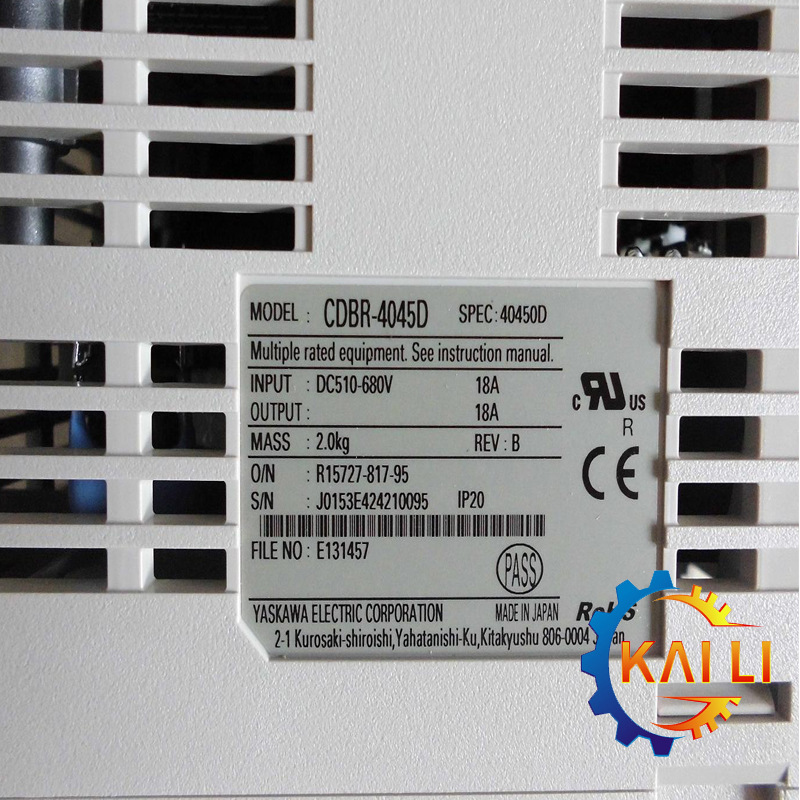 MODEL : CDBR-4045D SPEC:40450D
Multiple rated equipment. See instruction manual.
INPUT : DC510-680V 18A
OUTPUT : 18A
MASS : 2.0kg REV : B
O/N : R15727-817-95
S/N : J0153E424210095 IP20
FILE NO : E131457
PASS
YASKAWA ELECTRIC CORPORATION MADE IN JAPAN
2-1 Kurosaki-shiroishi,Yahatanishi-Ku,Kitakyushu 806-0004
c RU US
R
CE
KAI LI